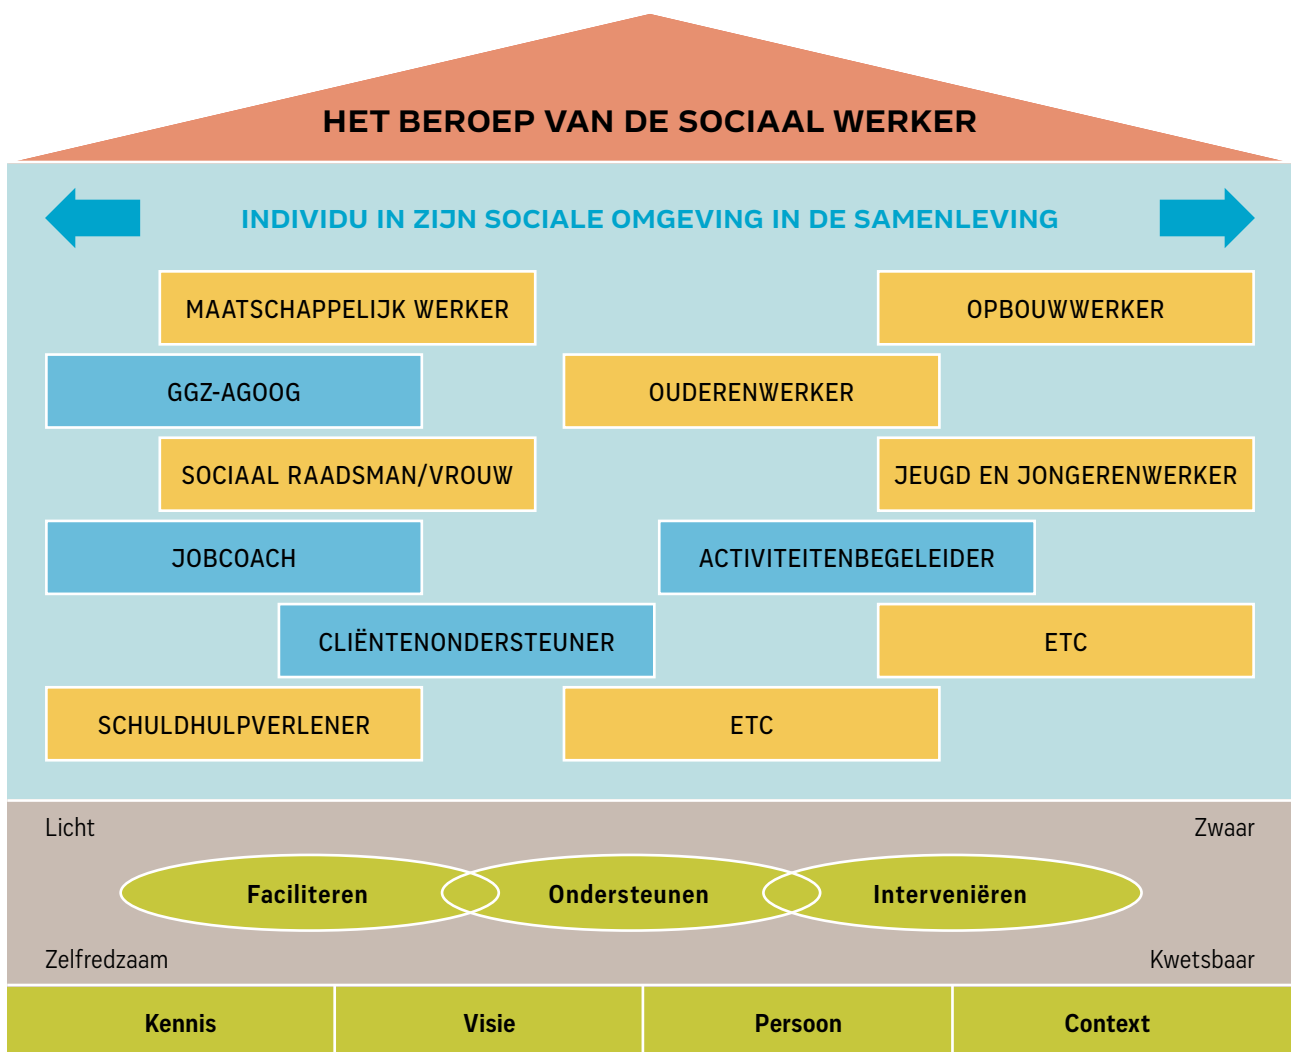 HET BEROEP VAN DE SOCIAAL WERKER
INDIVIDU IN ZIJN SOCIALE OMGEVING IN DE SAMENLEVING
MAATSCHAPPELIJK WERKER
OPBOUWWERKER
GGZ-AGOOG
OUDERENWERKER
SOCIAAL RAADSMAN/VROUW
JEUGD EN JONGERENWERKER
JOBCOACH
ACTIVITEITENBEGELEIDER
CLIËNTENONDERSTEUNER
ETC
SCHULDHULPVERLENER
ETC
Licht
Zwaar
Faciliteren
Ondersteunen
Interveniëren
Zelfredzaam
Kwetsbaar
Kennis
Visie
Persoon
Context